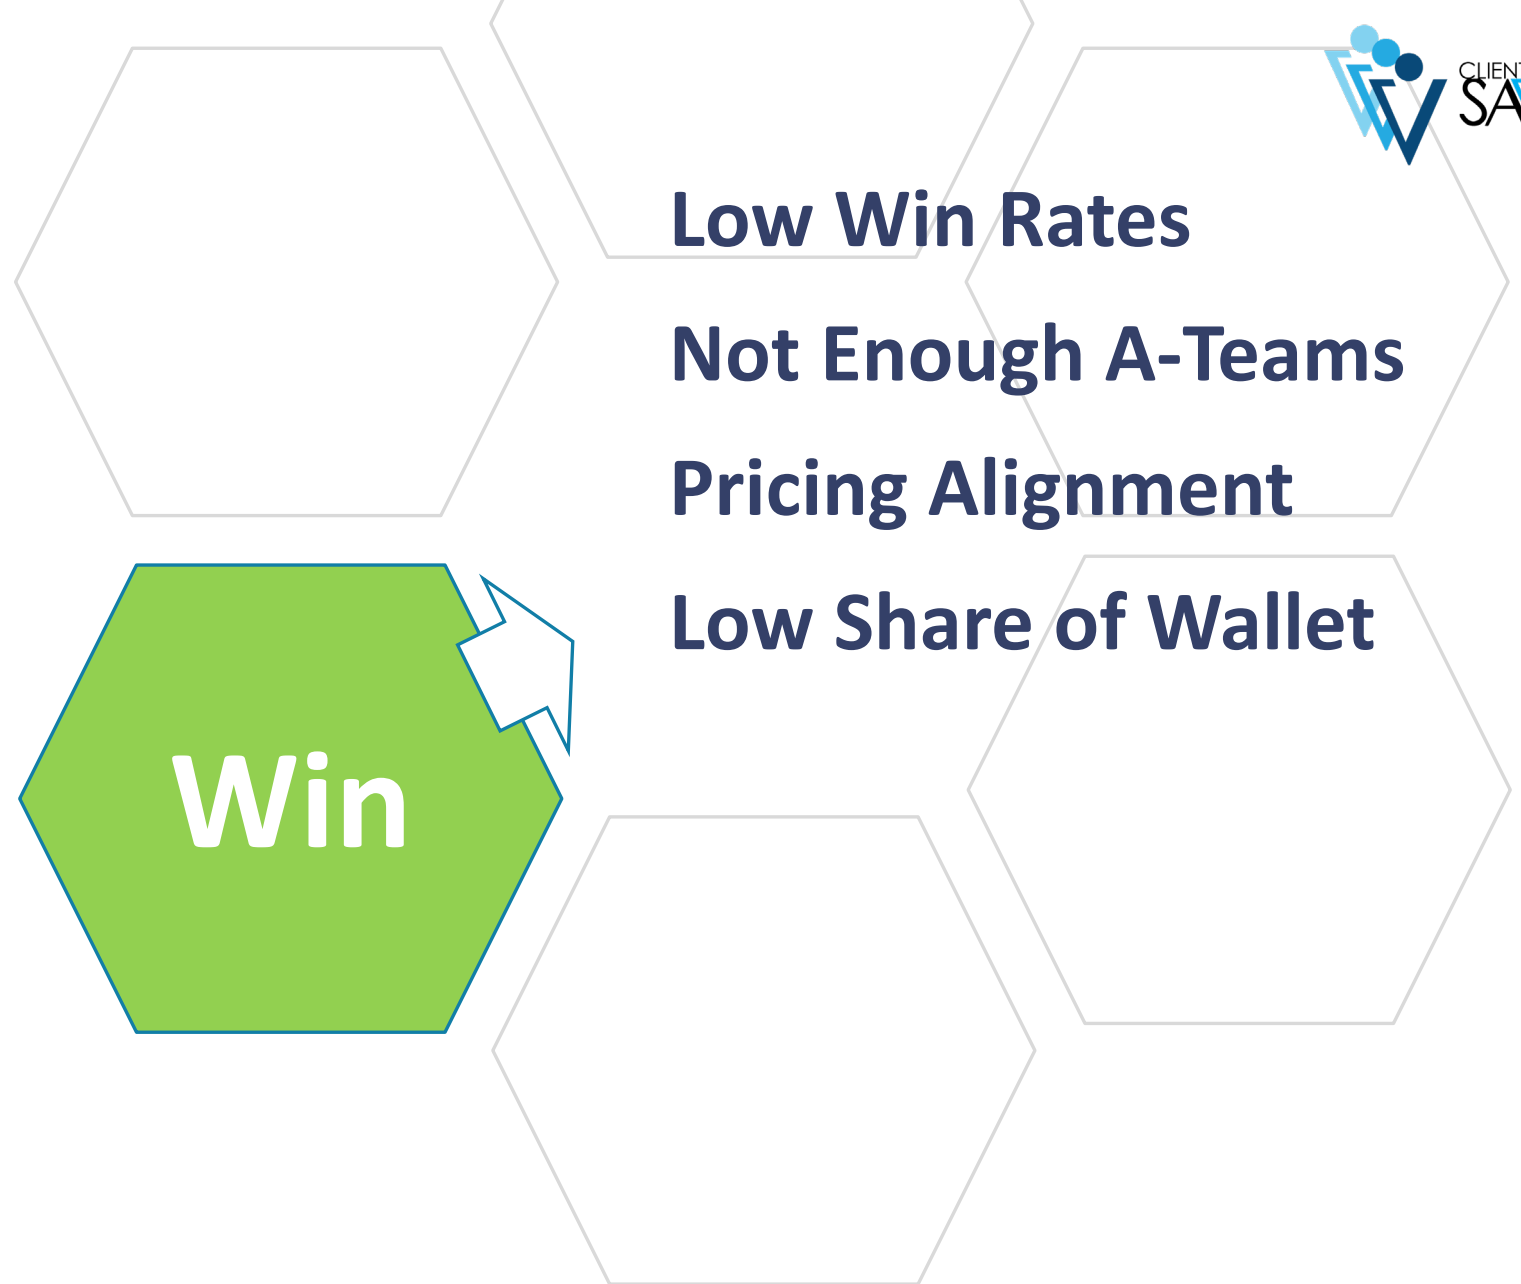 Low Win Rates
Not Enough A-Teams
Pricing Alignment
Low Share of Wallet
Win